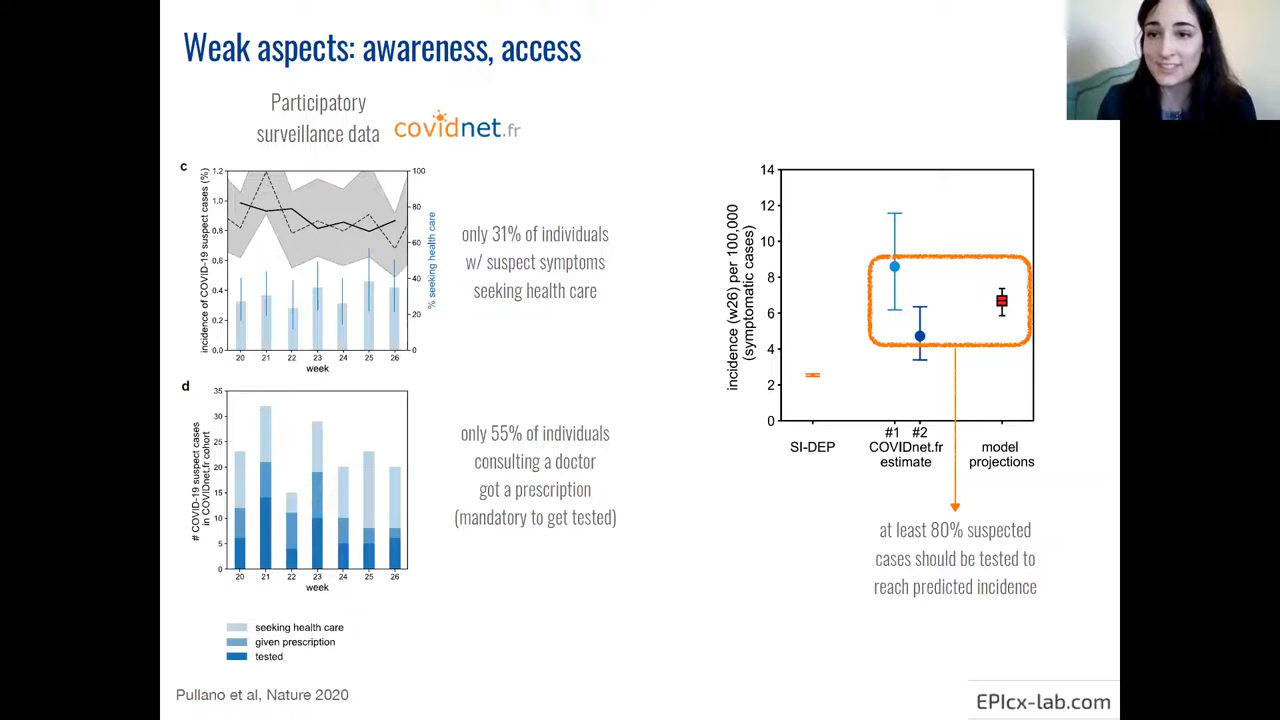 Weak aspects: awareness, access
Participatory
surveillance data
covidnet.fr
c
incidence of COVID-19 suspect cases (%)
1.2
1.0
0.8
0.6
0.4
0.2
0.0
100
80
60
40
20
0
% seeking health care
20 21 22 23 24 25 26
week
only 31% of individuals
w/ suspect symptoms
seeking health care
d
# COVID-19 suspect cases
in COVIDnet.fr cohort
35
30
25
20
15
10
5
0
20 21 22 23 24 25 26
week
only 55% of individuals
consulting a doctor
got a prescription
(mandatory to get tested)
seeking health care
given prescription
tested
incidence (w26) per 100,000
(symptomatic cases)
14
12
10
8
6
4
2
0
SI-DEP
#1 #2
COVIDnet.fr
estimate
model
projections
at least 80% suspected
cases should be tested to
reach predicted incidence
Pullano et al, Nature 2020
EPIcx-lab.com